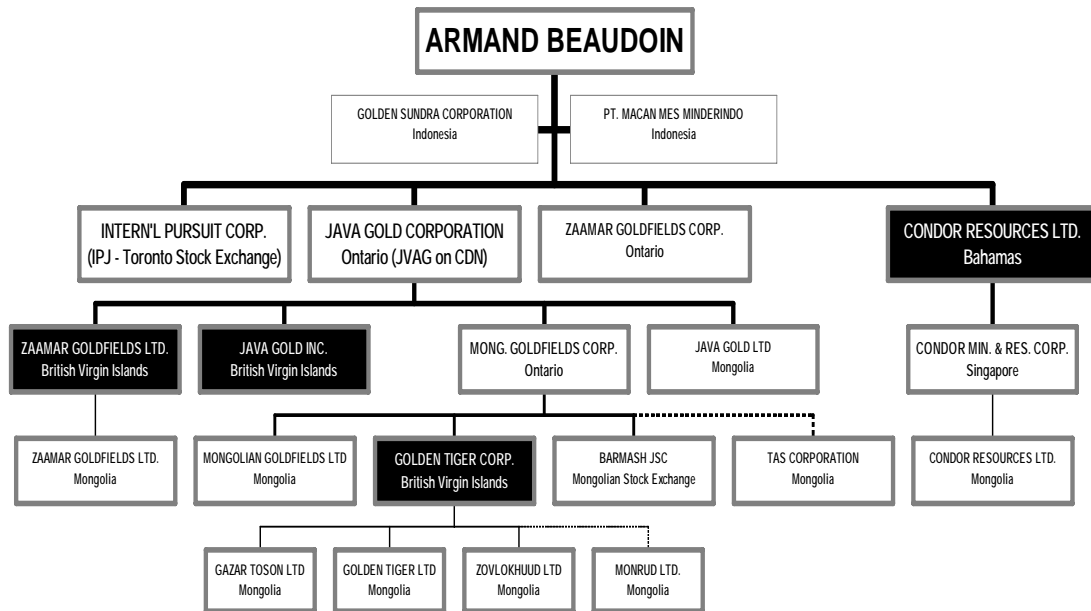 ARMAND BEAUDOIN
GOLDEN SUNDRA CORPORATION
Indonesia
PT. MACAN MES MINDERINDO
Indonesia
INTERN'L PURSUIT CORP.
(IPJ - Toronto Stock Exchange)
JAVA GOLD CORPORATION
Ontario (JVAG on CDN)
ZAAMAR GOLDFIELDS CORP.
Ontario
CONDOR RESOURCES LTD.
Bahamas
ZAAMAR GOLDFIELDS LTD.
British Virgin Islands
JAVA GOLD INC.
British Virgin Islands
MONG. GOLDFIELDS CORP.
Ontario
JAVA GOLD LTD
Mongolia
CONDOR MIN. & RES. CORP.
Singapore
ZAAMAR GOLDFIELDS LTD.
Mongolia
MONGOLIAN GOLDFIELDS LTD
Mongolia
GOLDEN TIGER CORP.
British Virgin Islands
BARMASH JSC
Mongolian Stock Exchange
TAS CORPORATION
Mongolia
CONDOR RESOURCES LTD.
Mongolia
GAZAR TOSON LTD
Mongolia
GOLDEN TIGER LTD
Mongolia
ZOVLOKHUUD LTD
Mongolia
MONRUD LTD.
Mongolia